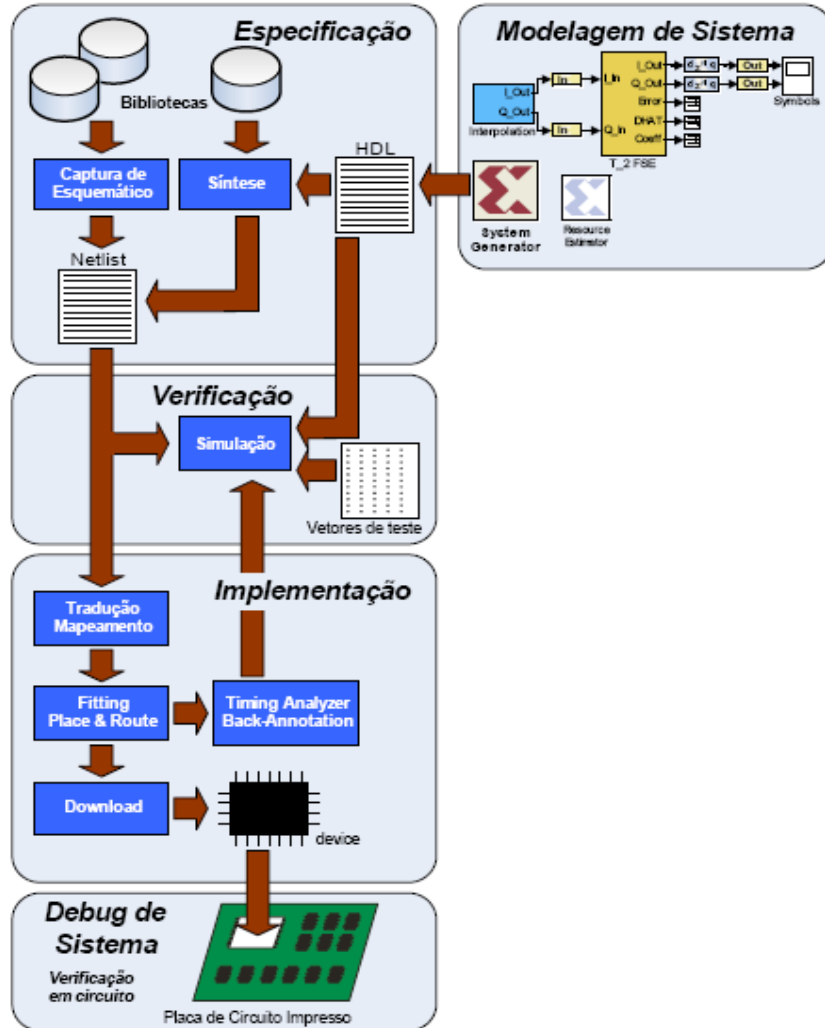 Especificação
Bibliotecas
Captura de
Esquemático
Síntese
HDL
Netlist
Modelagem de Sistema
I_Out
Q_Out
Interpolation
In
In
I_In
Q_In
I_Out
Q_Out
Error
DHAT
Coeff
T_2 FSE
Out
Out
Symbols
System
Generator
Resource
Estimator
Verificação
Simulação
Vetores de teste
Implementação
Tradução
Mapeamento
Fitting
Place & Route
Timing Analyzer
Back-Annotation
Download
device
Debug de
Sistema
Verificação
em circuito
Placa de Circuito Impresso